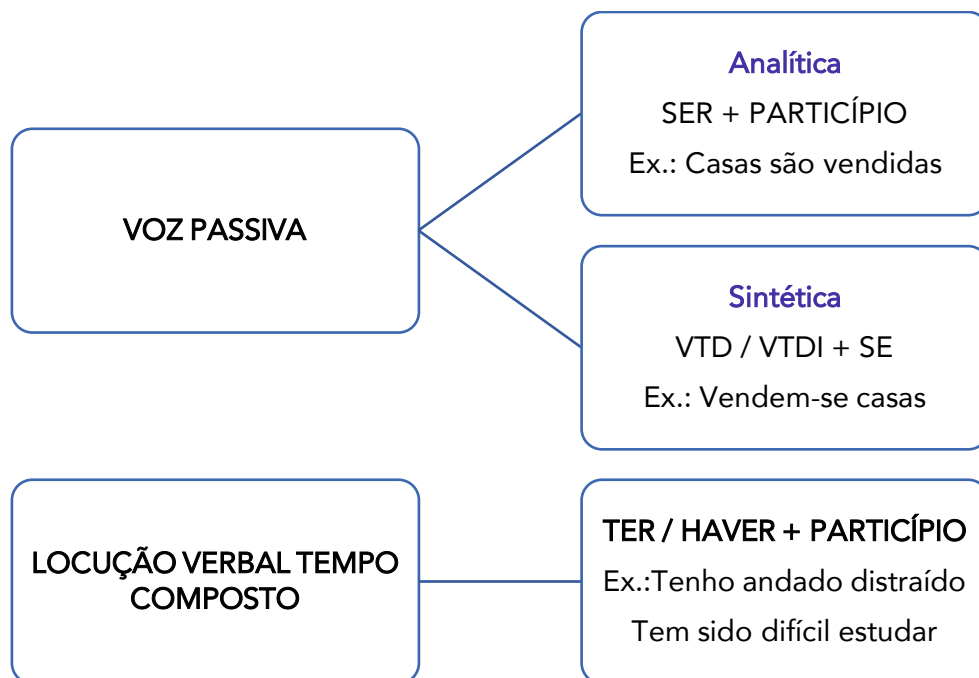 VOZ PASSIVA
Analítica
SER + PARTICÍPIO
Ex.: Casas são vendidas
Sintética
VTD / VTDI + SE
Ex.: Vendem-se casas
LOCUÇÃO VERBAL TEMPO
COMPOSTO
TER / HAVER + PARTICÍPIO
Ex.:Tenho andado distraído
Tem sido difícil estudar